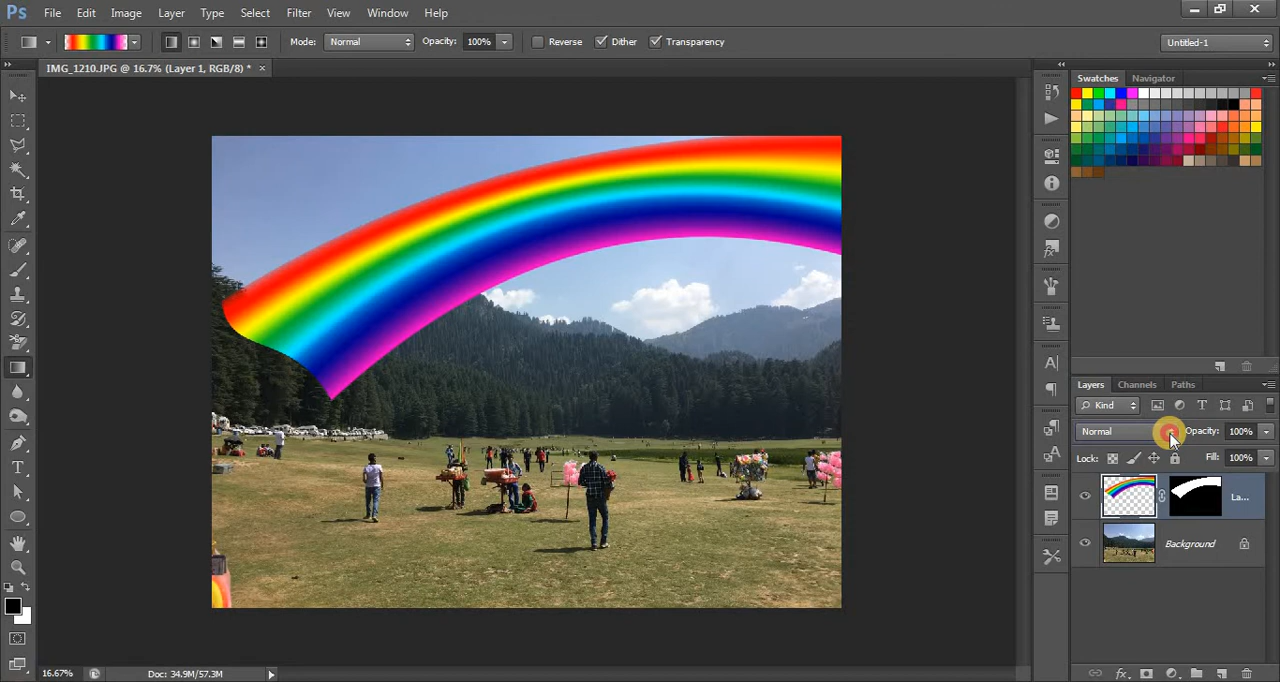 Ps File Edit Image Layer Type Select Filter View Window Help
Mode: Normal Opacity: 100% Reverse Dither Transparency Untitled-1
IMG_1210.JPG @ 16.7% (Layer 1, RGB/8) * ×
Swatches Navigator
Layers Channels Paths
Kind
Normal Opacity: 100%
Lock: Fill: 100%
La...
Background
16.67% Doc: 34.9M/57.3M